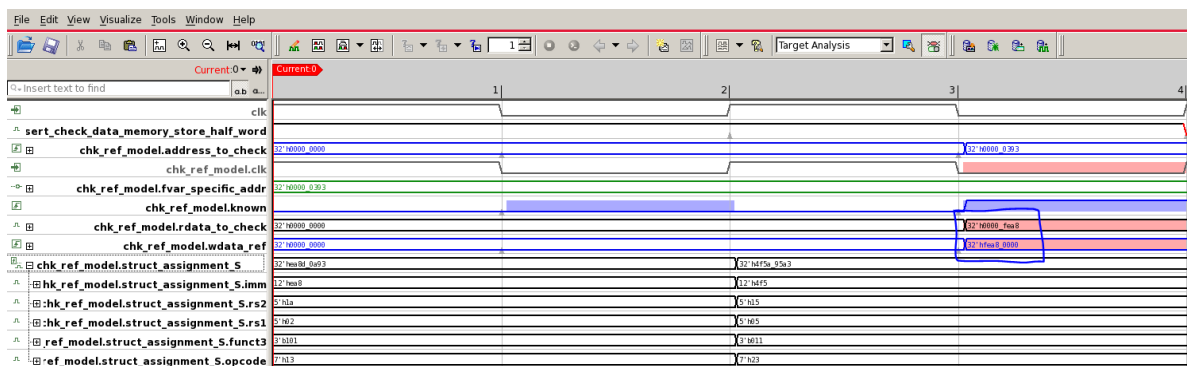 File Edit View Visualize Tools Window Help
1 Target Analysis
Current:0 Current:0
Insert text to find a.b a...
1 2 3 4
clk
sert_check_data_memory_store_half_word
chk_ref_model.address_to_check 32'h0000_0000 32'h0000_0393
chk_ref_model.clk
chk_ref_model.fvar_specific_addr 32'h0000_0393
chk_ref_model.known
chk_ref_model.rdata_to_check 32'h0000_0000 32'h0000_fea8
chk_ref_model.wdata_ref 32'h0000_0000 32'hfea8_0000
chk_ref_model.struct_assignment_S 32'hea8d_0a93 32'h4f5a_95a3
hk_ref_model.struct_assignment_S.imm 12'hea8 12'h4f5
:hk_ref_model.struct_assignment_S.rs2 5'h1a 5'h15
:hk_ref_model.struct_assignment_S.rs1 5'h02 5'h05
_ref_model.struct_assignment_S.funct3 3'b101 3'b011
ef_model.struct_assignment_S.opcode 7'h13 7'h23